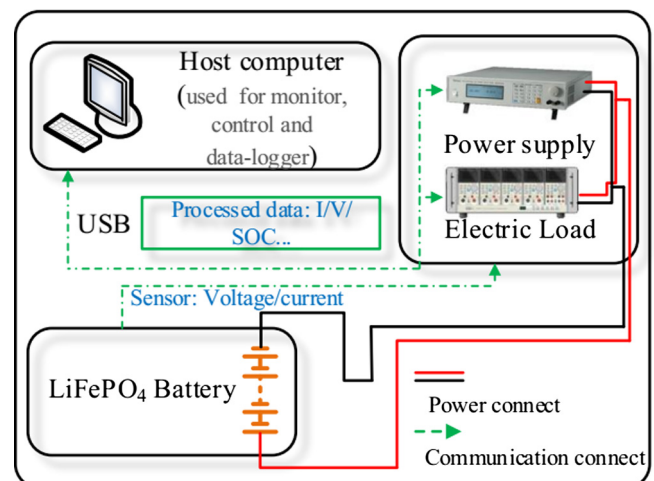 Host computer
(used for monitor,
control and
data-logger)
Power supply
Electric Load
USB
Processed data: I/V/
SOC...
Sensor: Voltage/current
LiFePO₄ Battery
Power connect
Communication connect